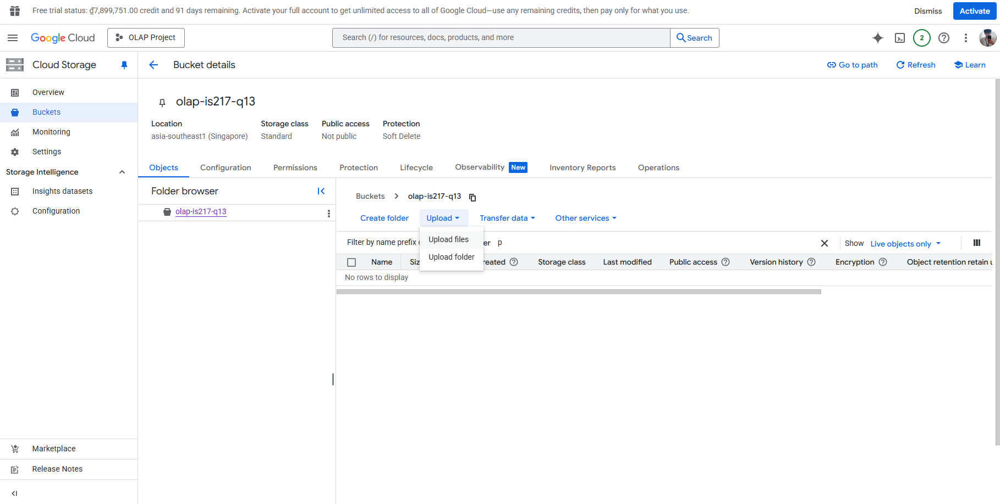 Free trial status: ₫7,899,751.00 credit and 91 days remaining. Activate your full account to get unlimited access to all of Google Cloud—use any remaining credits, then pay only for what you use.
Dismiss
Activate
Google Cloud
OLAP Project
Search (/) for resources, docs, products, and more
Search
2
Cloud Storage
Bucket details
Go to path
Refresh
Learn
Overview
Buckets
Monitoring
Settings
Storage Intelligence
Insights datasets
Configuration
Marketplace
Release Notes
olap-is217-q13
Location
Storage class
Public access
Protection
asia-southeast1 (Singapore)
Standard
Not public
Soft Delete
Objects
Configuration
Permissions
Protection
Lifecycle
Observability New
Inventory Reports
Operations
Folder browser
olap-is217-q13
Buckets > olap-is217-q13
Create folder
Upload
Transfer data
Other services
Upload files
Upload folder
Filter by name prefix
p
Show
Live objects only
Name
Storage class
Last modified
Public access
Version history
Encryption
Object retention retain
No rows to display